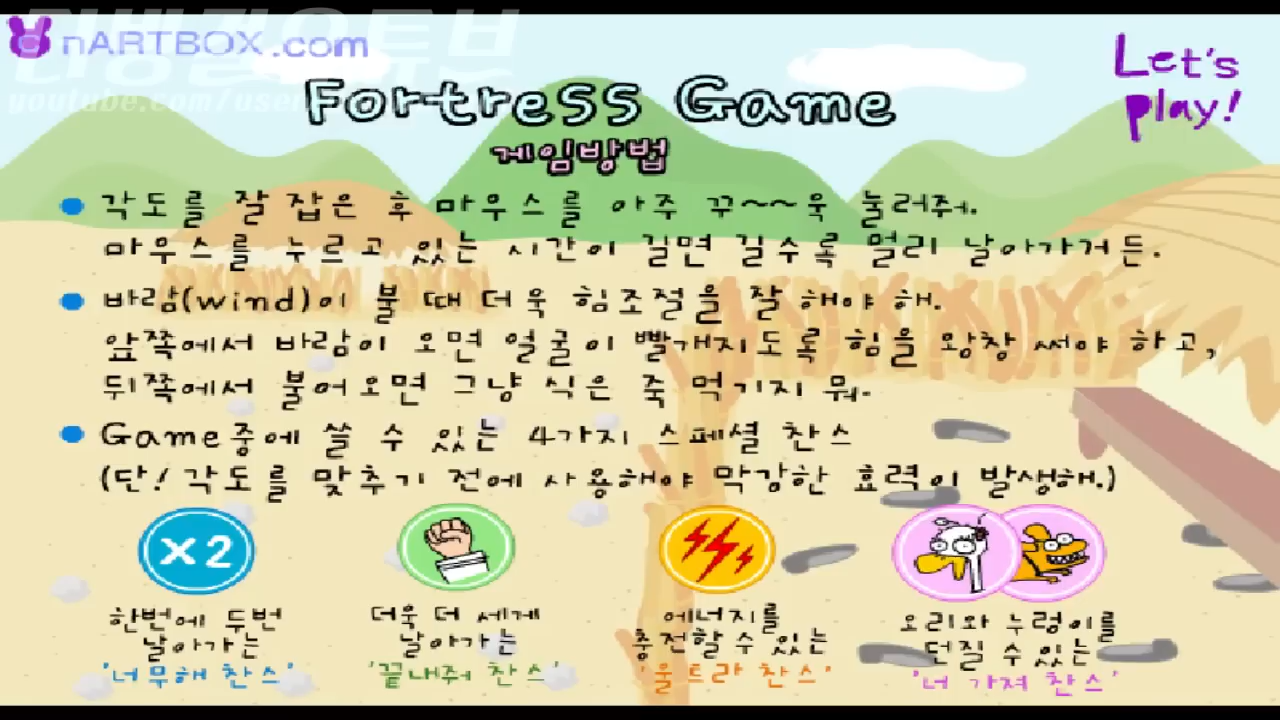 nARTBOX.com
Let's
play!
youtube.com/user
Fortress Game
게임방법
각도를 잘 잡은 후 마우스를 아주 꾸~~욱 눌러줘.
마우스를 누르고 있는 시간이 길면 길수록 멀리 날아가거든.
바람(wind)이 불 때 더욱 힘조절을 잘 해야 해.
앞쪽에서 바람이 오면 얼굴이 빨개지도록 힘을 왕창 써야 하고,
뒤쪽에서 불어오면 그냥 식은 죽 먹기지 뭐.
Game중에 쓸 수 있는 4가지 스페셜 찬스
(단! 각도를 맞추기 전에 사용해야 막강한 효력이 발생해.)
x2
한번에 두번
날아가는
'너무해 찬스'
더욱 더 세게
날아가는
'끝내줘 찬스'
에너지를
충전할 수 있는
'울트라 찬스'
오리와 누렁이를
던질 수 있는
'너 가져 찬스'